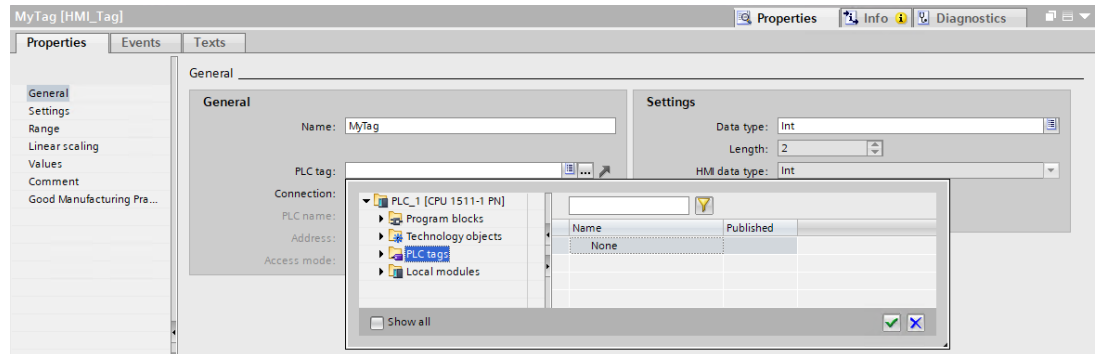 MyTag [HMI_Tag]
Properties
Info
Diagnostics
Properties
Events
Texts
General
Settings
Range
Linear scaling
Values
Comment
Good Manufacturing Pra...
General
General
Name: MyTag
PLC tag:
...
Connection:
PLC name:
Address:
Access mode:
Settings
Data type: Int
Length: 2
HMI data type: Int
PLC_1 [CPU 1511-1 PN]
Program blocks
Technology objects
PLC tags
Local modules
Name Published
None
Show all